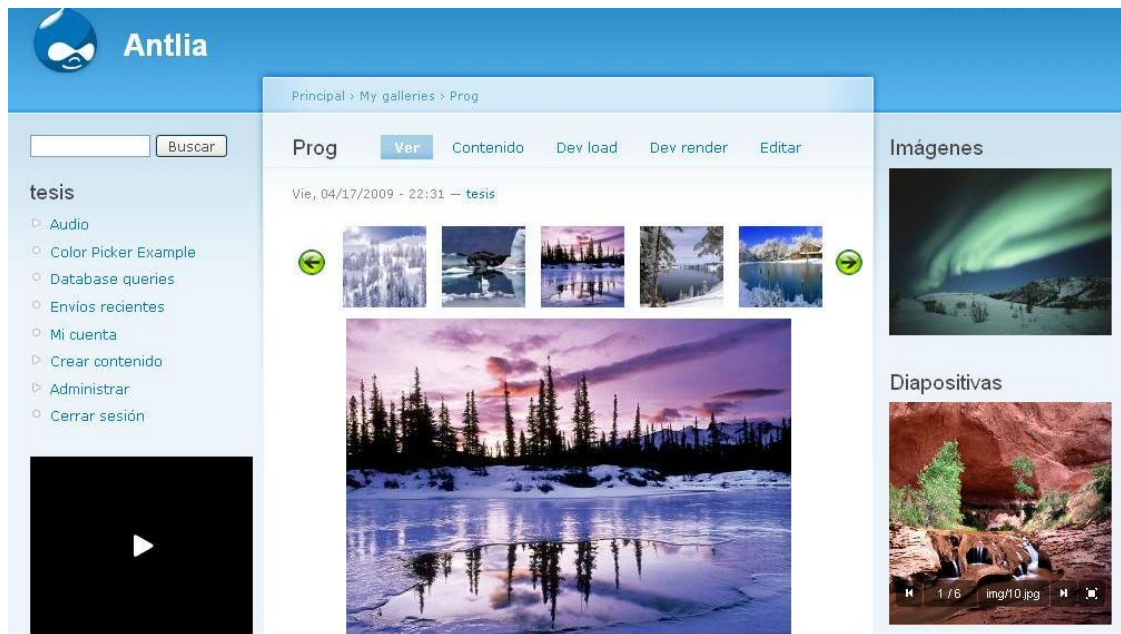 Antlia
Principal › My galleries › Prog
Buscar
tesis
Audio
Color Picker Example
Database queries
Envíos recientes
Mi cuenta
Crear contenido
Administrar
Cerrar sesión
Prog
Ver Contenido Dev load Dev render Editar
Vie, 04/17/2009 - 22:31 — tesis
Imágenes
Diapositivas
1 / 6 img/10.jpg